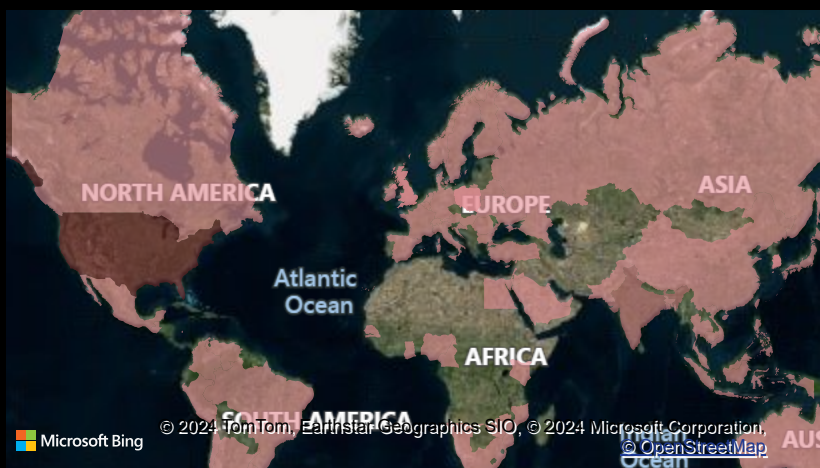 NORTH AMERICA
EUROPE
ASIA
Atlantic
Ocean
AFRICA
SOUTH AMERICA
© 2024 TomTom, Earthstar Geographics SIO, © 2024 Microsoft Corporation,
Indian
AUS
Microsoft Bing
© OpenStreetMap
Ocean